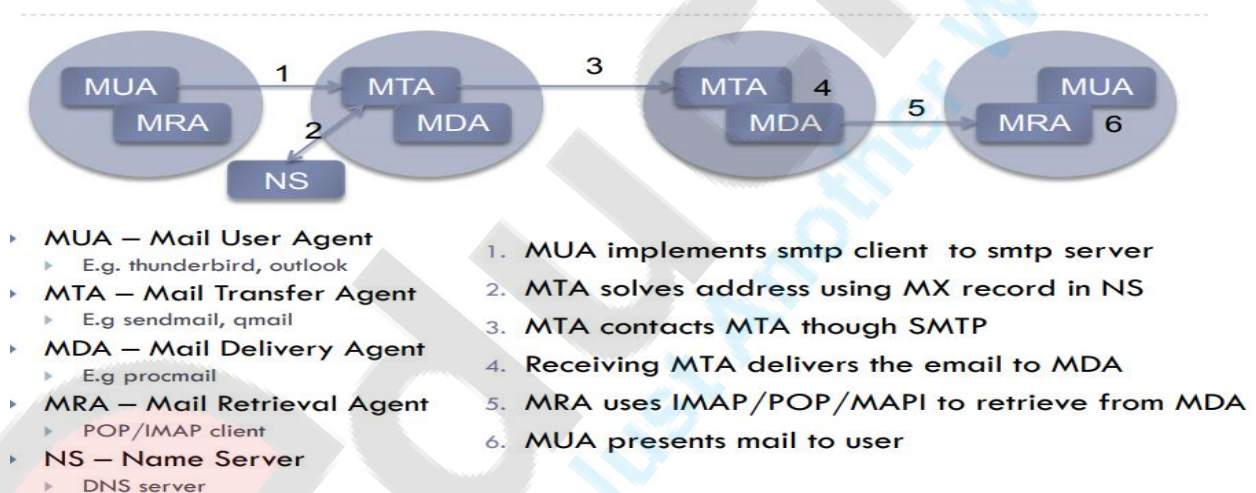 MUA
MRA
1
MTA
MDA
2
NS
3
MTA
4
MDA
5
MUA
MRA
6
MUA – Mail User Agent
E.g. thunderbird, outlook
MTA – Mail Transfer Agent
E.g sendmail, qmail
MDA – Mail Delivery Agent
E.g procmail
MRA – Mail Retrieval Agent
POP/IMAP client
NS – Name Server
DNS server
1. MUA implements smtp client to smtp server
2. MTA solves address using MX record in NS
3. MTA contacts MTA though SMTP
4. Receiving MTA delivers the email to MDA
5. MRA uses IMAP/POP/MAPI to retrieve from MDA
6. MUA presents mail to user
Just Another W